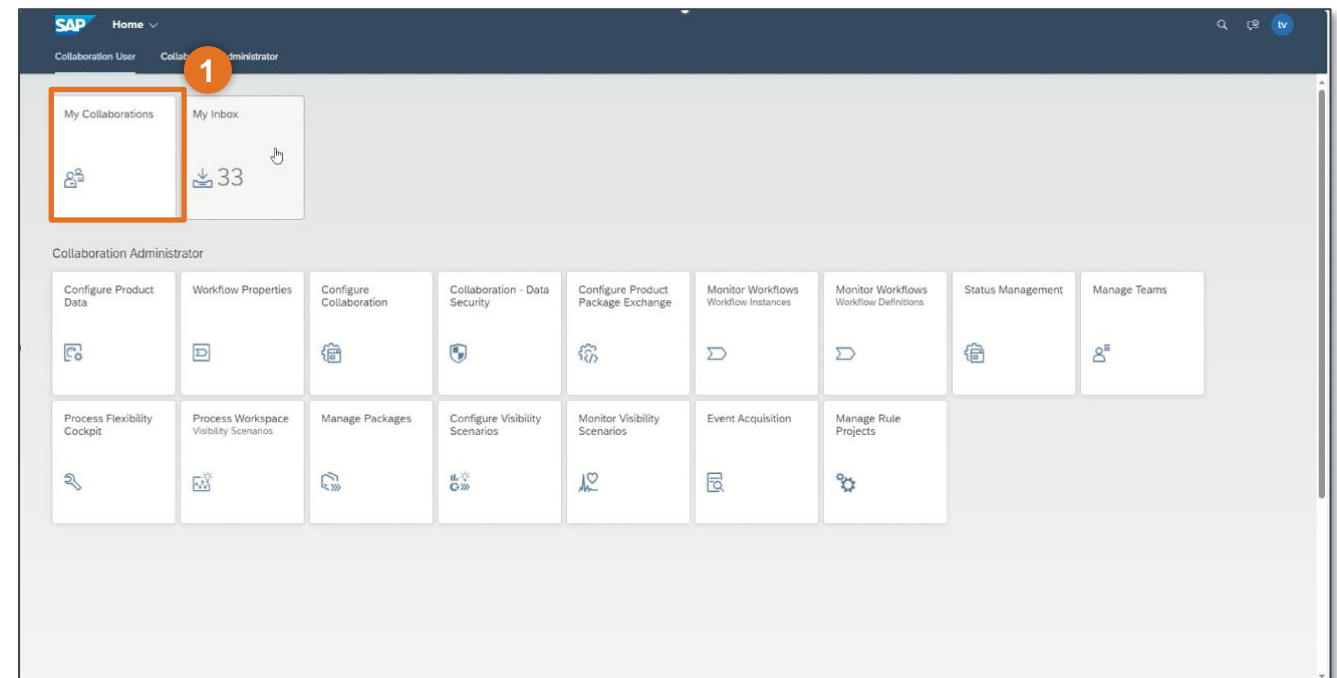 SAP Home
tv
Collaboration User Collab dministrator
1
My Collaborations My Inbox
33
Collaboration Administrator
Configure Product Data
Workflow Properties
Configure Collaboration
Collaboration - Data Security
Configure Product Package Exchange
Monitor Workflows
Workflow Instances
Monitor Workflows
Workflow Definitions
Status Management
Manage Teams
Process Flexibility Cockpit
Process Workspace
Visibility Scenarios
Manage Packages
Configure Visibility Scenarios
Monitor Visibility Scenarios
Event Acquisition
Manage Rule Projects